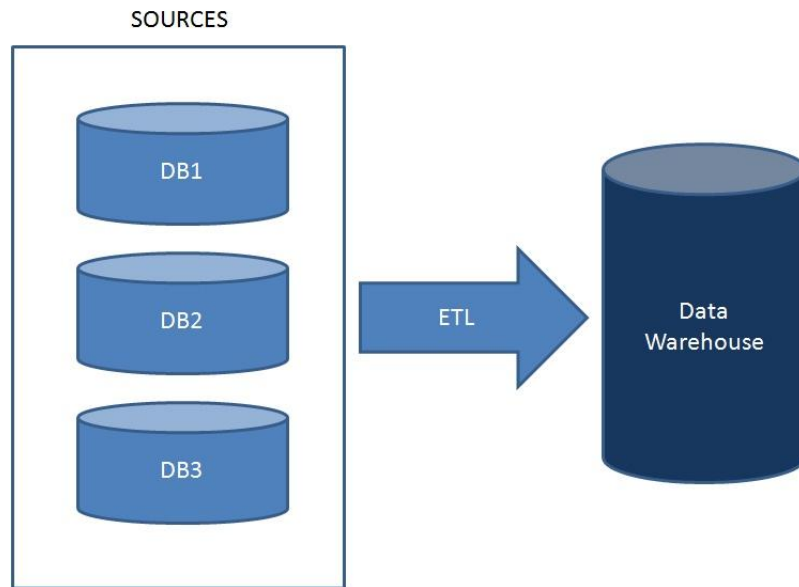 SOURCES
DB1
DB2
DB3
ETL
Data
Warehouse